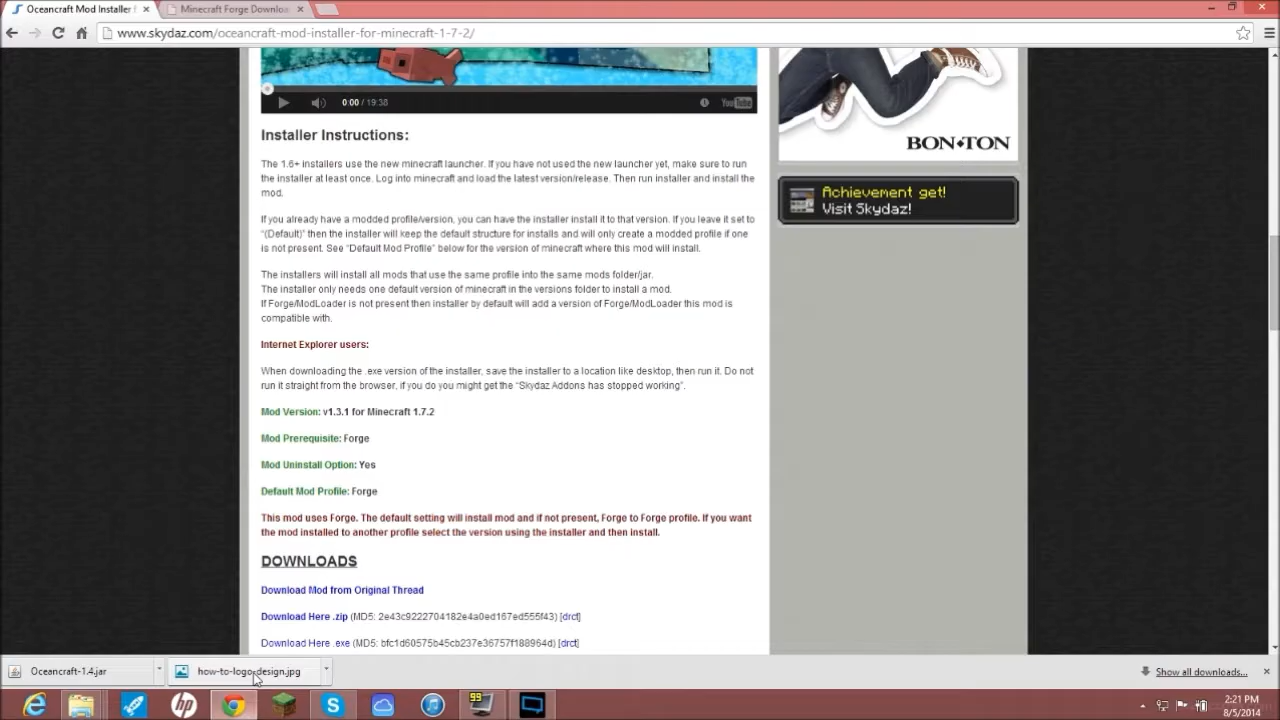 Oceancraft Mod Installer
Minecraft Forge Downloa
www.skydaz.com/oceancraft-mod-installer-for-minecraft-1-7-2/
0:00 / 19:38
YouTube
Installer Instructions:
The 1.6+ installers use the new minecraft launcher. If you have not used the new launcher yet, make sure to run
the installer at least once. Log into minecraft and load the latest version/release. Then run installer and install the
mod.
If you already have a modded profile/version, you can have the installer install it to that version. If you leave it set to
“(Default)” then the installer will keep the default structure for installs and will only create a modded profile if one
is not present. See “Default Mod Profile” below for the version of minecraft where this mod will install.
The installers will install all mods that use the same profile into the same mods folder/jar.
The installer only needs one default version of minecraft in the versions folder to install a mod.
If Forge/ModLoader is not present then installer by default will add a version of Forge/ModLoader this mod is
compatible with.
Internet Explorer users:
When downloading the .exe version of the installer, save the installer to a location like desktop, then run it. Do not
run it straight from the browser, if you do you might get the “Skydaz Addons has stopped working”.
Mod Version: v1.3.1 for Minecraft 1.7.2
Mod Prerequisite: Forge
Mod Uninstall Option: Yes
Default Mod Profile: Forge
This mod uses Forge. The default setting will install mod and if not present, Forge to Forge profile. If you want
the mod installed to another profile select the version using the installer and then install.
DOWNLOADS
Download Mod from Original Thread
Download Here .zip (MD5: 2e43c9222704182e4a0ed167ed555f43) [drct]
Download Here .exe (MD5: bfc1d60575b45cb237e36757f188964d) [drct]
BON•TON
Achievement get!
Visit Skydaz!
Oceancraft-1.4.jar
how-to-logo-design.jpg
Show all downloads...
hp
99
2:21 PM
8/5/2014